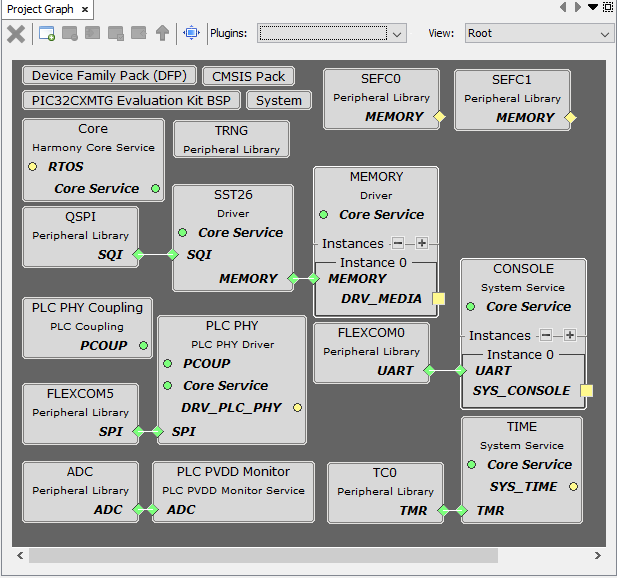 Project Graph
Plugins:
View: Root
Device Family Pack (DFP)
CMSIS Pack
PIC32CXMTG Evaluation Kit BSP
System
SEFC0
Peripheral Library
MEMORY
SEFC1
Peripheral Library
MEMORY
Core
Harmony Core Service
RTOS
Core Service
TRNG
Peripheral Library
QSPI
Peripheral Library
SQI
SST26
Driver
Core Service
SQI
MEMORY
MEMORY
Driver
Core Service
Instances
Instance 0
MEMORY
DRV_MEDIA
CONSOLE
System Service
Core Service
Instances
Instance 0
UART
SYS_CONSOLE
PLC PHY Coupling
PLC Coupling
PCOUP
PLC PHY
PLC PHY Driver
PCOUP
Core Service
DRV_PLC_PHY
SPI
FLEXCOM0
Peripheral Library
UART
FLEXCOM5
Peripheral Library
SPI
ADC
Peripheral Library
ADC
PLC PVDD Monitor
PLC PVDD Monitor Service
ADC
TC0
Peripheral Library
TMR
TIME
System Service
Core Service
SYS_TIME
TMR